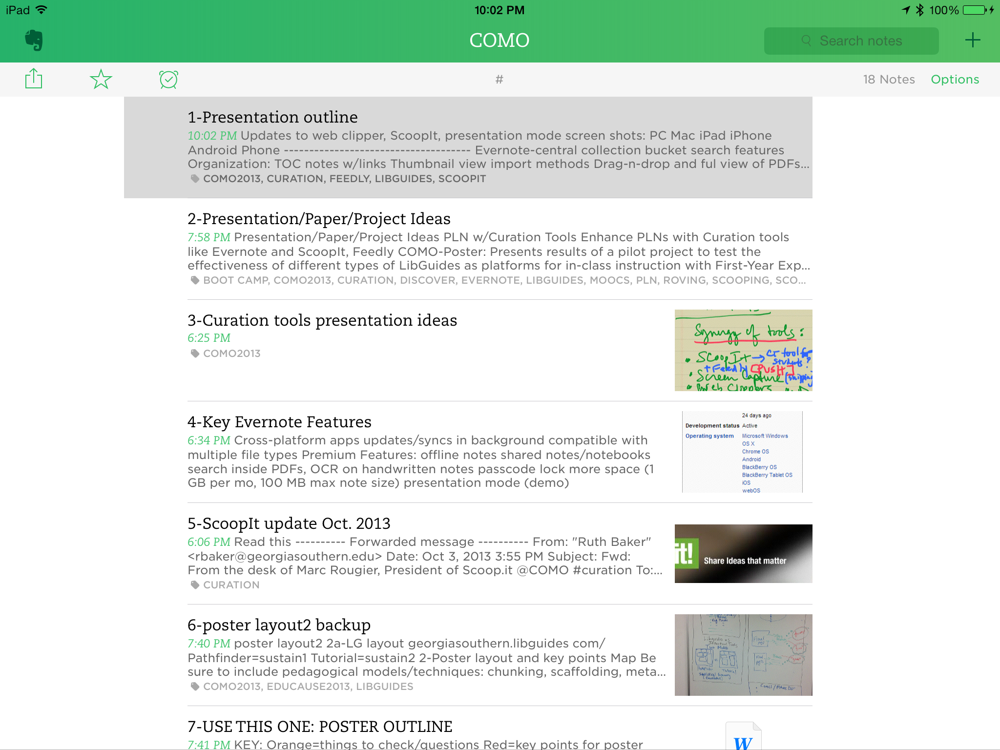 iPad 10:02 PM 100%
COMO
Search notes
#
18 Notes Options
1-Presentation outline
10:02 PM Updates to web clipper, ScoopIt, presentation mode screen shots: PC Mac iPad iPhone
Android Phone ------------------------------------- Evernote-central collection bucket search features
Organization: TOC notes w/links Thumbnail view import methods Drag-n-drop and ful view of PDFs...
COMO2013, CURATION, FEEDLY, LIBGUIDES, SCOOPIT
2-Presentation/Paper/Project Ideas
7:58 PM Presentation/Paper/Project Ideas PLN w/Curation Tools Enhance PLNs with Curation tools
like Evernote and ScoopIt, Feedly COMO-Poster: Presents results of a pilot project to test the
effectiveness of different types of LibGuides as platforms for in-class instruction with First-Year Exp...
BOOT CAMP, COMO2013, CURATION, DISCOVER, EVERNOTE, LIBGUIDES, MOOCS, PLN, ROVING, SCOOPING, SCO...
3-Curation tools presentation ideas
6:25 PM
COMO2013
Synergy of tools:
• ScoopIt → CT tool for
students?
+ Feedly [PUSH]
• Screen Capture
• Web Clippers
4-Key Evernote Features
6:34 PM Cross-platform apps updates/syncs in background compatible with
multiple file types Premium Features: offline notes shared notes/notebooks
search inside PDFs, OCR on handwritten notes passcode lock more space (1
GB per mo, 100 MB max note size) presentation mode (demo)
24 days ago
Development status Active
Operating system Microsoft Windows
OS X
Chrome OS
Android
BlackBerry OS
BlackBerry Tablet OS
iOS
webOS
5-ScoopIt update Oct. 2013
6:06 PM Read this ---------- Forwarded message ---------- From: "Ruth Baker"
<rbaker@georgiasouthern.edu> Date: Oct 3, 2013 3:55 PM Subject: Fwd:
From the desk of Marc Rougier, President of Scoop.it @COMO #curation To:...
CURATION
it! Share Ideas that matter
6-poster layout2 backup
7:40 PM poster layout2 2a-LG layout georgiasouthern.libguides com/
Pathfinder=sustain1 Tutorial=sustain2 2-Poster layout and key points Map Be
sure to include pedagogical models/techniques: chunking, scaffolding, meta...
COMO2013, EDUCAUSE2013, LIBGUIDES
Libguides as
Two Models
7-USE THIS ONE: POSTER OUTLINE
7:41 PM KEY: Orange=things to check/questions Red=key points for poster
W